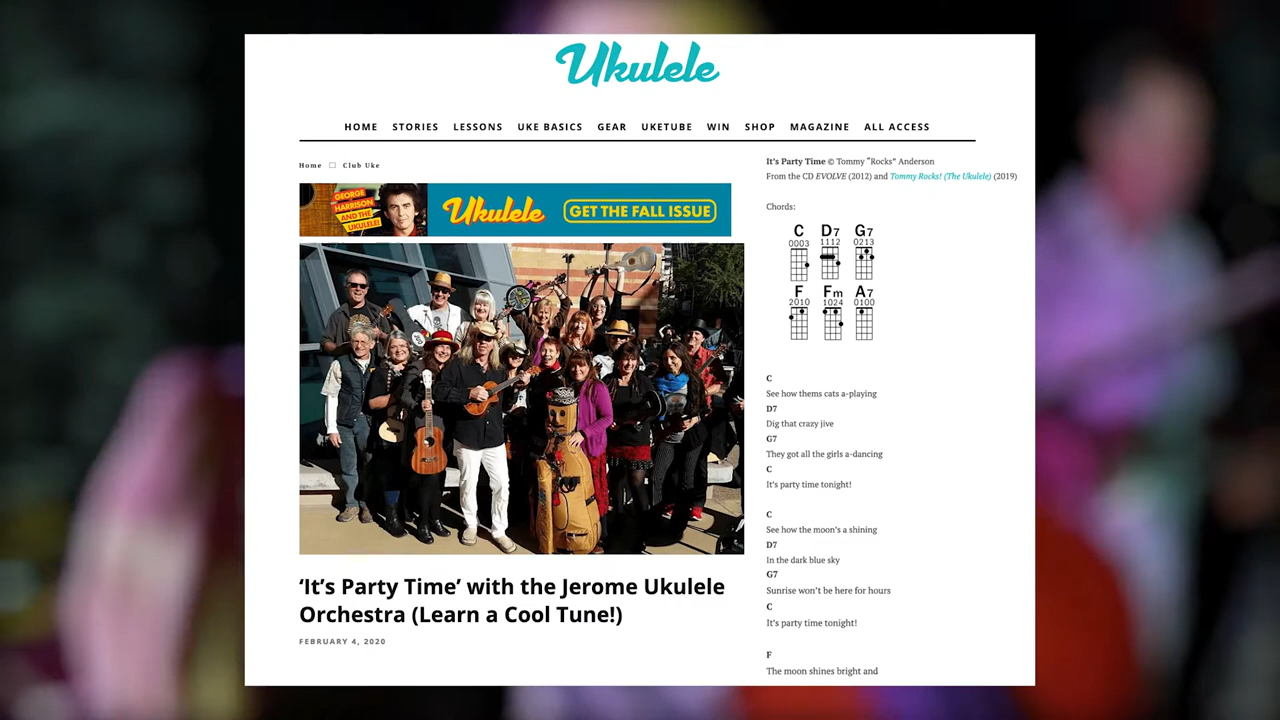 Ukulele
HOME STORIES LESSONS UKE BASICS GEAR UKETUBE WIN SHOP MAGAZINE ALL ACCESS
Home Club Uke
GEORGE
HARRISON
AND THE
UKULELE!
Ukulele
GET THE FALL ISSUE
‘It’s Party Time’ with the Jerome Ukulele
Orchestra (Learn a Cool Tune!)
FEBRUARY 4, 2020
It’s Party Time © Tommy “Rocks” Anderson
From the CD EVOLVE (2012) and Tommy Rocks! (The Ukulele) (2019)
Chords:
C D7 G7
0003 1112 0213
F Fm A7
2010 1024 0100
C
See how thems cats a-playing
D7
Dig that crazy jive
G7
They got all the girls a-dancing
C
It’s party time tonight!
C
See how the moon’s a shining
D7
In the dark blue sky
G7
Sunrise won’t be here for hours
C
It’s party time tonight!
F
The moon shines bright and